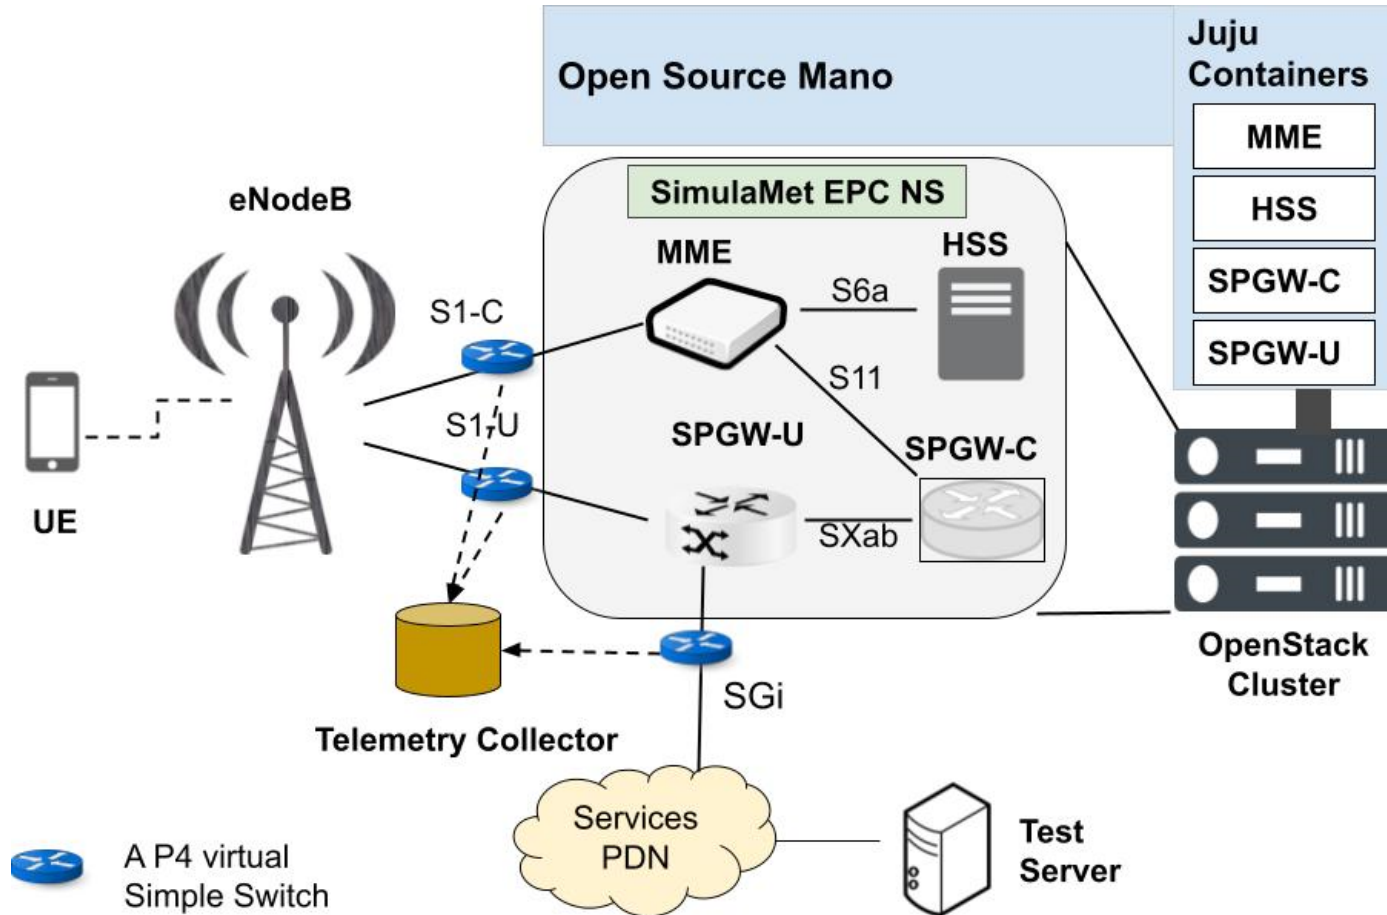 Open Source Mano
Juju
Containers
MME
HSS
SPGW-C
SPGW-U
SimulaMet EPC NS
eNodeB
MME
HSS
S6a
S1-C
S11
S1-U
SPGW-U
SPGW-C
UE
SXab
OpenStack
Cluster
SGi
Telemetry Collector
Services
PDN
Test
Server
A P4 virtual
Simple Switch